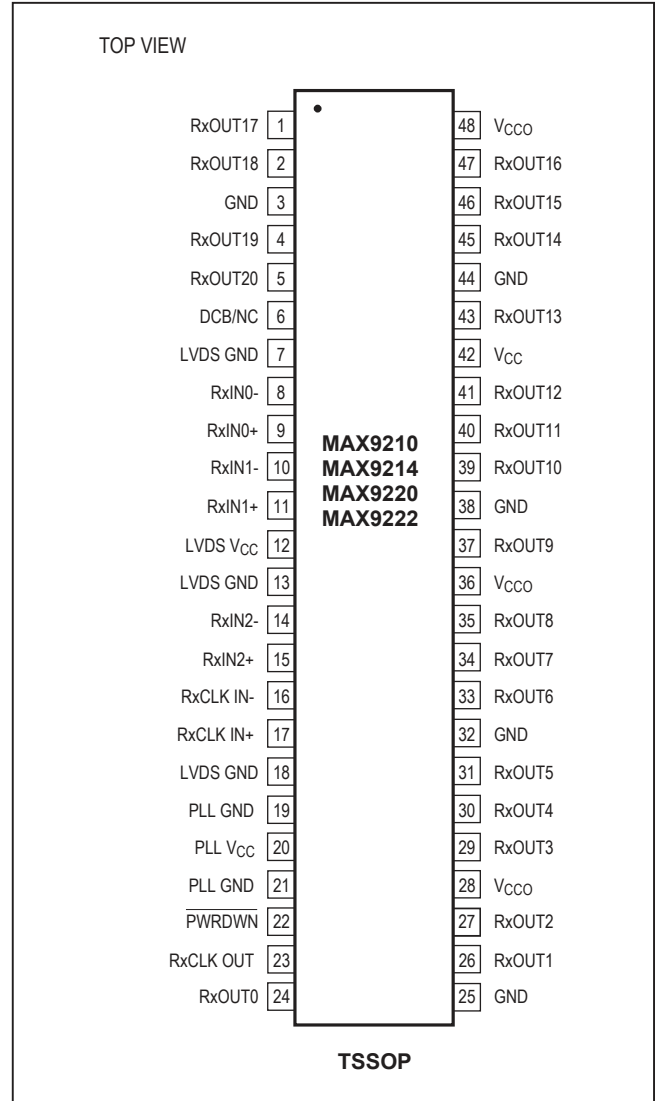 TOP VIEW
RxOUT17 1
RxOUT18 2
GND 3
RxOUT19 4
RxOUT20 5
DCB/NC 6
LVDS GND 7
RxIN0- 8
RxIN0+ 9
RxIN1- 10
RxIN1+ 11
LVDS VCC 12
LVDS GND 13
RxIN2- 14
RxIN2+ 15
RxCLK IN- 16
RxCLK IN+ 17
LVDS GND 18
PLL GND 19
PLL VCC 20
PLL GND 21
PWRDWN 22
RxCLK OUT 23
RxOUT0 24
MAX9210
MAX9214
MAX9220
MAX9222
48 VCCO
47 RxOUT16
46 RxOUT15
45 RxOUT14
44 GND
43 RxOUT13
42 VCC
41 RxOUT12
40 RxOUT11
39 RxOUT10
38 GND
37 RxOUT9
36 VCCO
35 RxOUT8
34 RxOUT7
33 RxOUT6
32 GND
31 RxOUT5
30 RxOUT4
29 RxOUT3
28 VCCO
27 RxOUT2
26 RxOUT1
25 GND
TSSOP